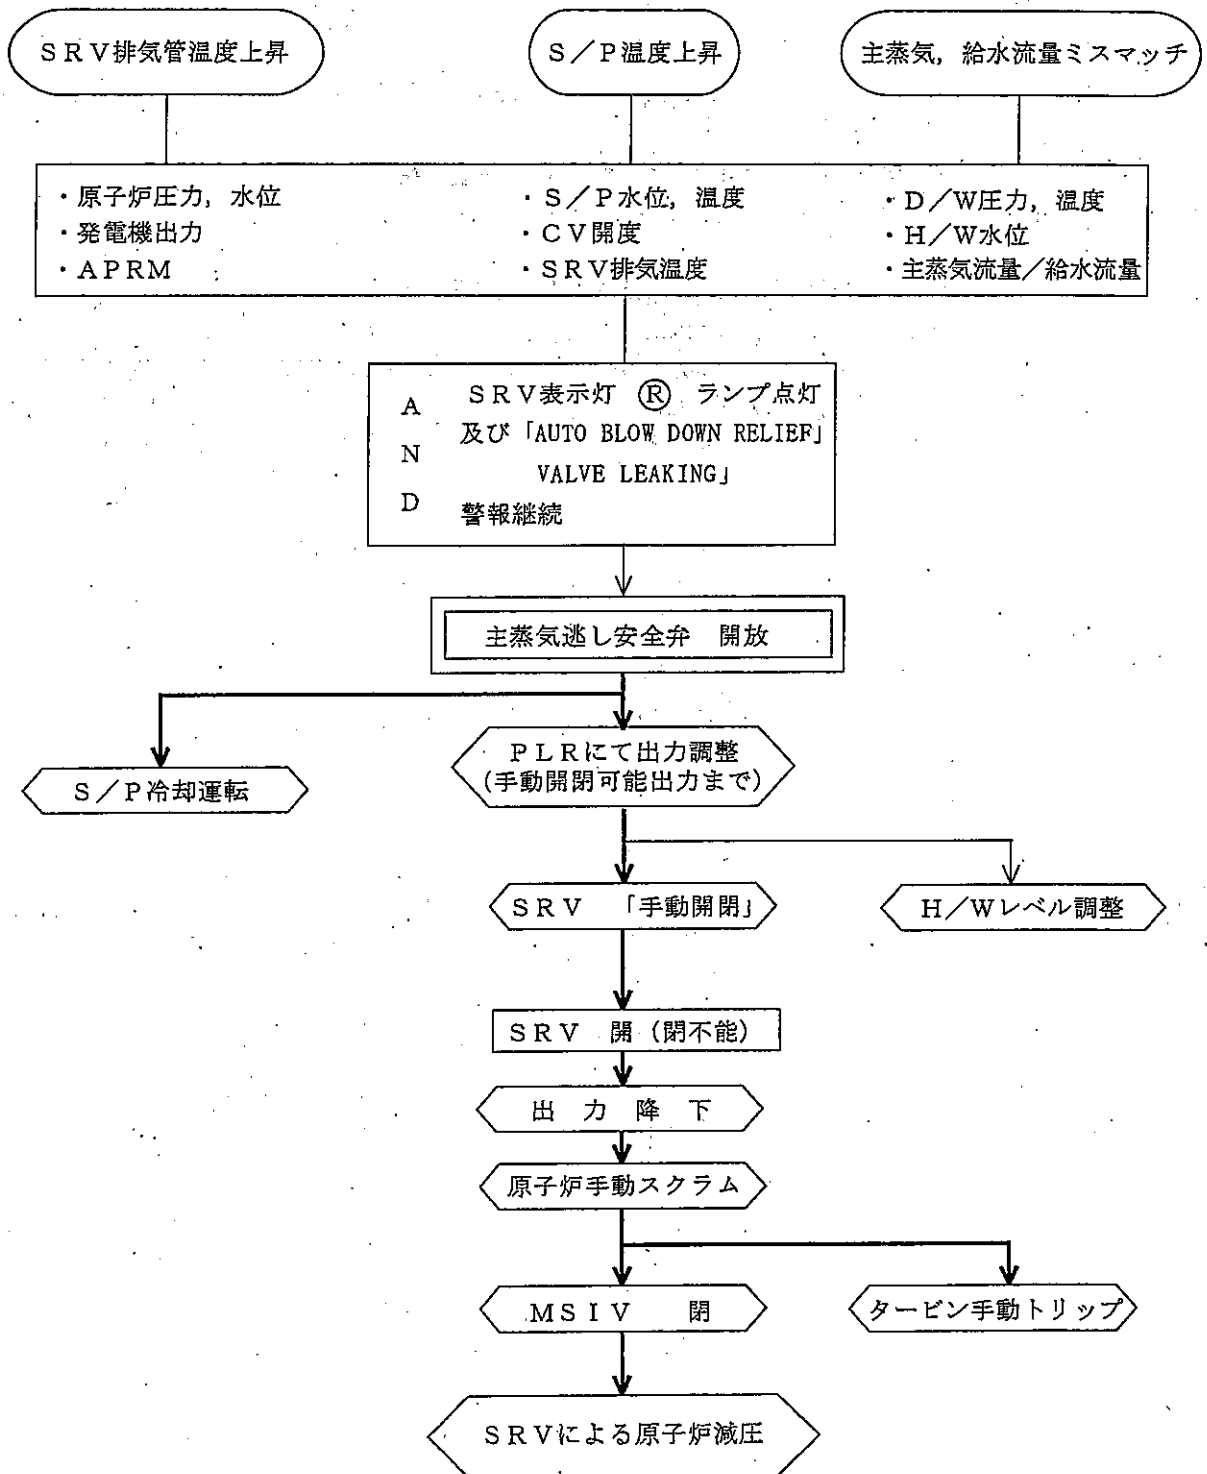 SRV排気管温度上昇
S/P温度上昇
主蒸気,給水流量ミスマッチ
・原子炉圧力,水位
・発電機出力
・APRM
・S/P水位,温度
・CV開度
・SRV排気温度
・D/W圧力,温度
・H/W水位
・主蒸気流量/給水流量
A
N
D
SRV表示灯 Ⓡ ランプ点灯
及び「AUTO BLOW DOWN RELIEF」
VALVE LEAKING」
警報継続
主蒸気逃し安全弁 開放
S/P冷却運転
PLRにて出力調整
(手動開閉可能出力まで)
SRV 「手動開閉」
H/Wレベル調整
SRV 開(閉不能)
出力降下
原子炉手動スクラム
MSIV 閉
タービン手動トリップ
SRVによる原子炉減圧